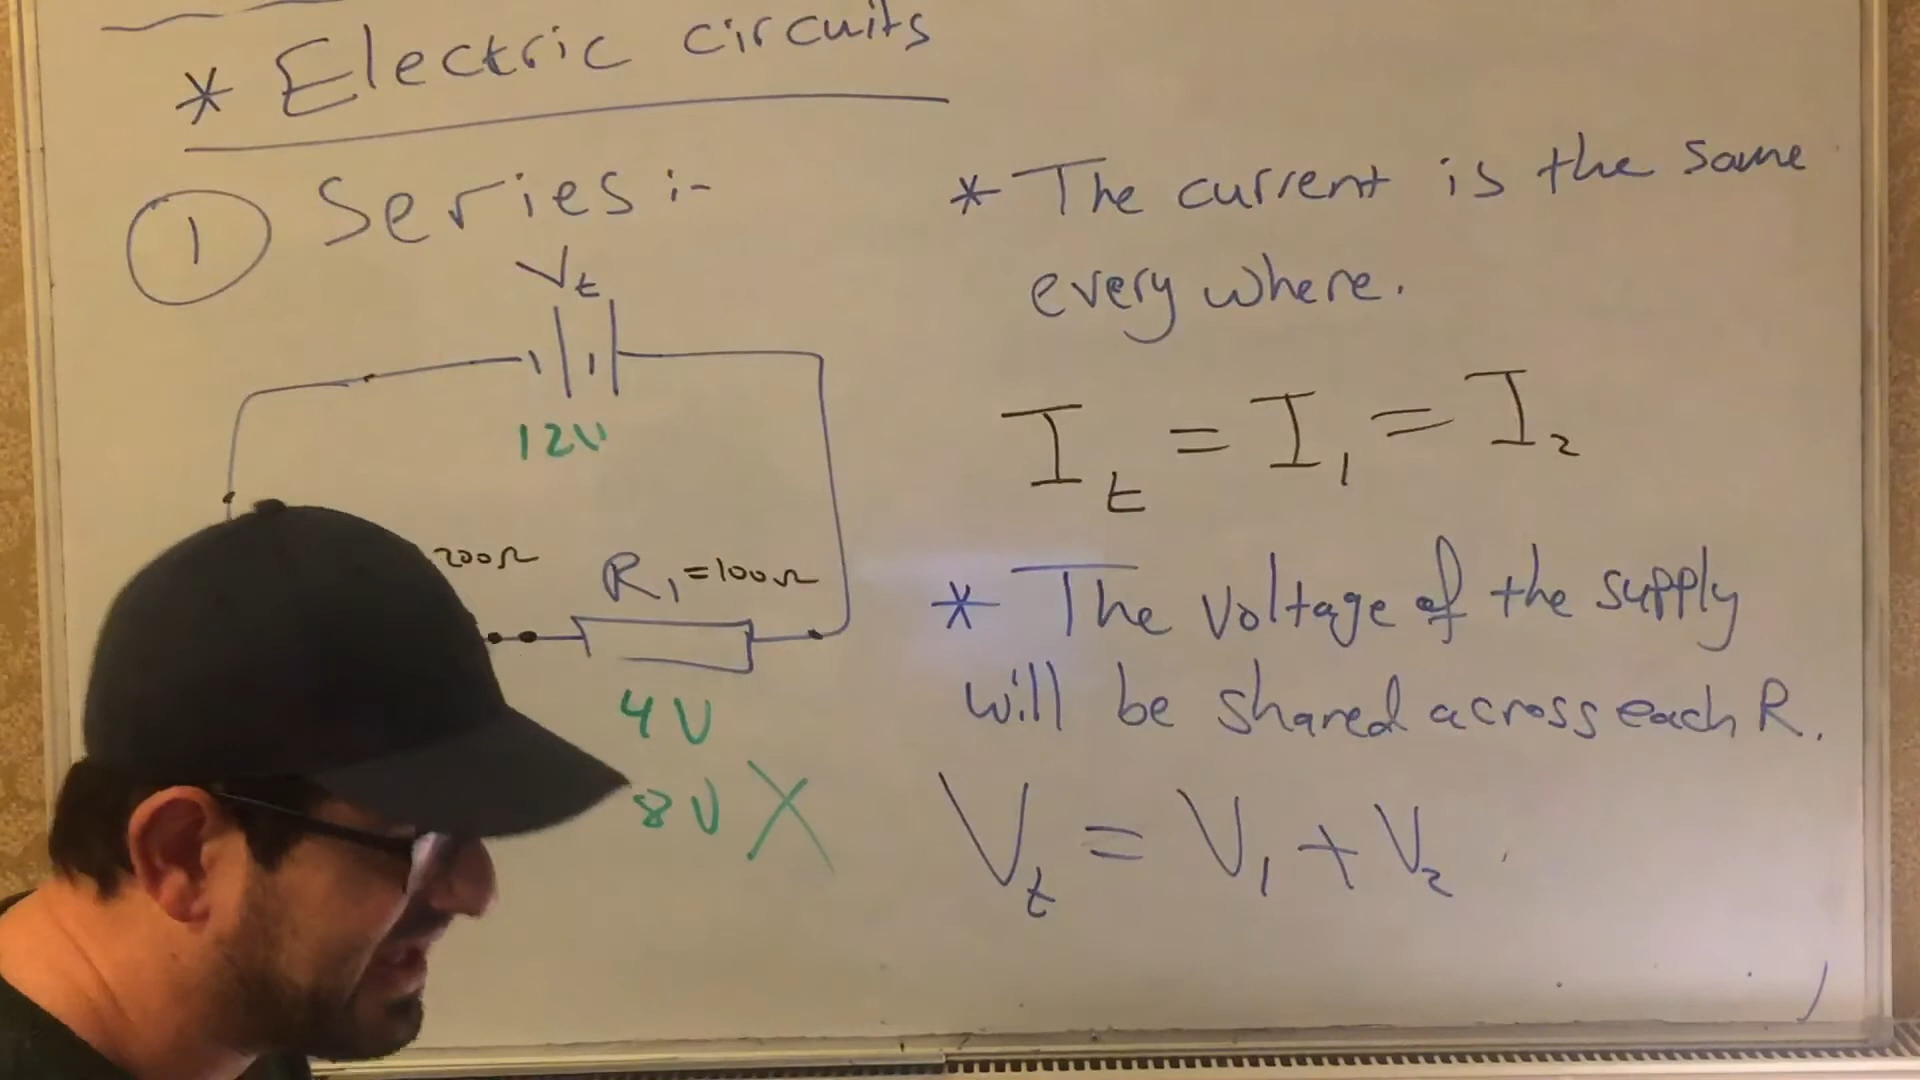 * Electric circuits
1 Series :-
Vt
12V
200Ω
R1 = 100Ω
4V
8V X
* The current is the same
every where.
It = I1 = I2
* The voltage of the supply
will be shared across each R.
Vt = V1 + V2